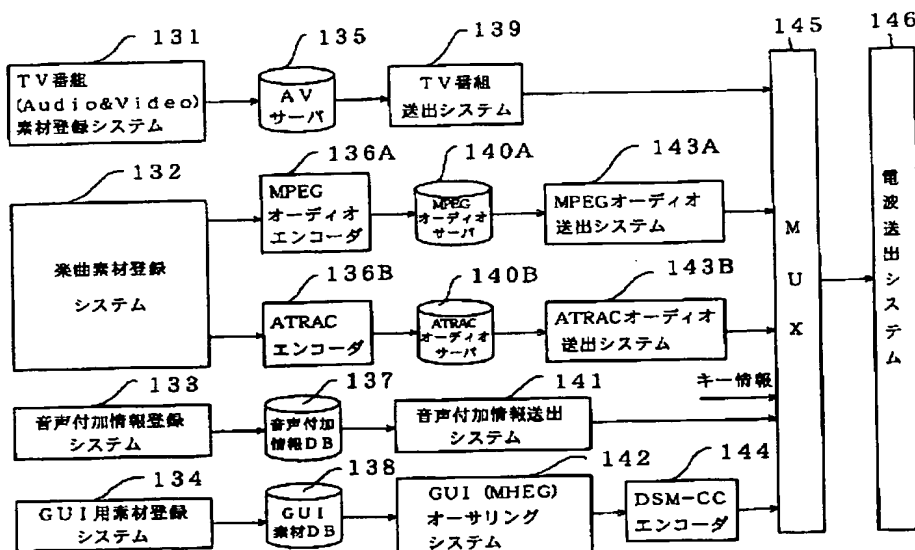 131
135
139
145
146
TV番組
(Audio&Video)
素材登録システム
AV
サーバ
TV番組
送出システム
132
136A
140A
143A
楽曲素材登録
システム
MPEG
オーディオ
エンコーダ
MPEG
オーディオ
サーバ
MPEGオーディオ
送出システム
136B
140B
143B
ATRAC
エンコーダ
ATRAC
オーディオ
サーバ
ATRACオーディオ
送出システム
MUX
電波送出システム
キー情報
133
137
141
音声付加情報登録
システム
音声付加
情報DB
音声付加情報送出
システム
134
138
142
144
GUI用素材登録
システム
GUI
素材DB
GUI(MHEG)
オーサリング
システム
DSM-CC
エンコーダ